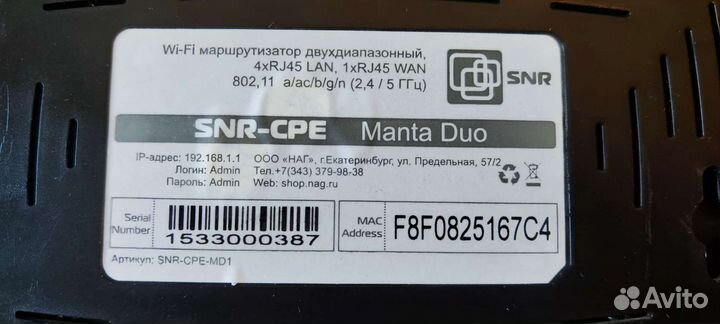 Wi-Fi маршрутизатор двухдиапазонный,
4xRJ45 LAN, 1xRJ45 WAN
802,11 a/ac/b/g/n (2,4 / 5 ГГц)
SNR
SNR-CPE Manta Duo
IP-адрес: 192.168.1.1 ООО «НАГ», г.Екатеринбург, ул. Предельная, 57/2
Логин: Admin Тел.+7(343) 379-98-38
Пароль: Admin Web: shop.nag.ru
Serial Number 1533000387
MAC Address F8F0825167C4
Артикул: SNR-CPE-MD1
Avito